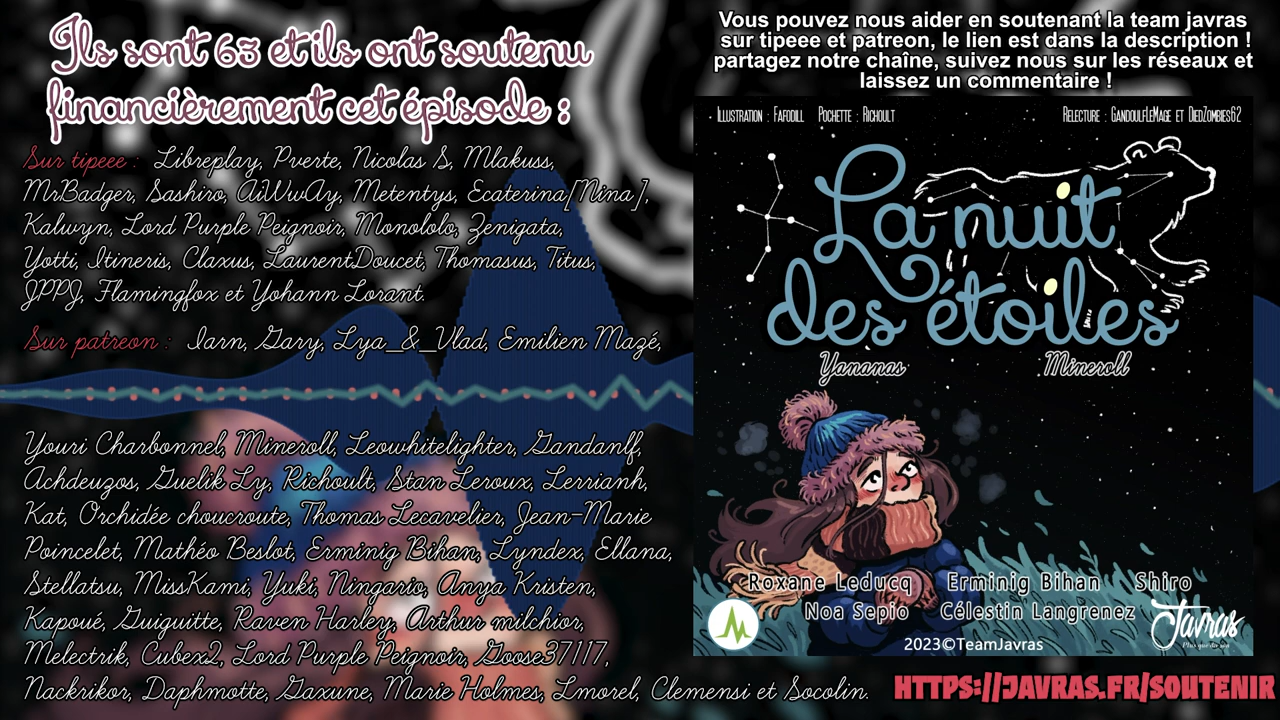 Ils sont 63 et ils ont soutenu
financièrement cet épisode :
Sur tipeee : Libreplay, Pverte, Nicolas S, Mlakuss,
MrBadger, Sashiro, AiWwAy, Metentys, Ecaterina[Nina],
Kalwyn, Lord Purple Peignoir, Monololo, Zenigata,
Yotti, Itineris, Claxus, LaurentDoucet, Thomasus, Titus,
JPPJ, Flamingfox et Yohann Lorant.
Sur patreon : Iarn, Gary, Lya_&_Vlad, Emilien Mazé,
Youri Charbonnel, Mineroll, Leowhitelighter, Gandanlf,
Achdeuzos, Guelik Ly, Richoult, Stan Leroux, Lerrianh,
Kat, Orchidée choucroute, Thomas Lecavelier, Jean-Marie
Poincelet, Mathéo Beslot, Erminig Bihan, Lyndex, Ellana,
Stellatsu, MissKami, Yuki, Ningario, Anya Kristen,
Kapoué, Guiguitte, Raven Harley, Arthur milchior,
Melectrik, Cubex2, Lord Purple Peignoir, Goose37117,
Nackrikor, Daphmotte, Gaxune, Marie Holmes, Lmorel, Clemensi et Socolin.
Vous pouvez nous aider en soutenant la team javras
sur tipeee et patreon, le lien est dans la description !
partagez notre chaîne, suivez nous sur les réseaux et
laissez un commentaire !
Illustration : Fafodill Pochette : Richoult Relecture : GandoulfLeMage et DiedZombies62
La nuit
des étoiles
Yananas Mineroll
Roxane Leducq Erminig Bihan Shiro
Noa Sepio Célestin Langrenez
Javras
2023©TeamJavras
HTTPS://JAVRAS.FR/SOUTENIR